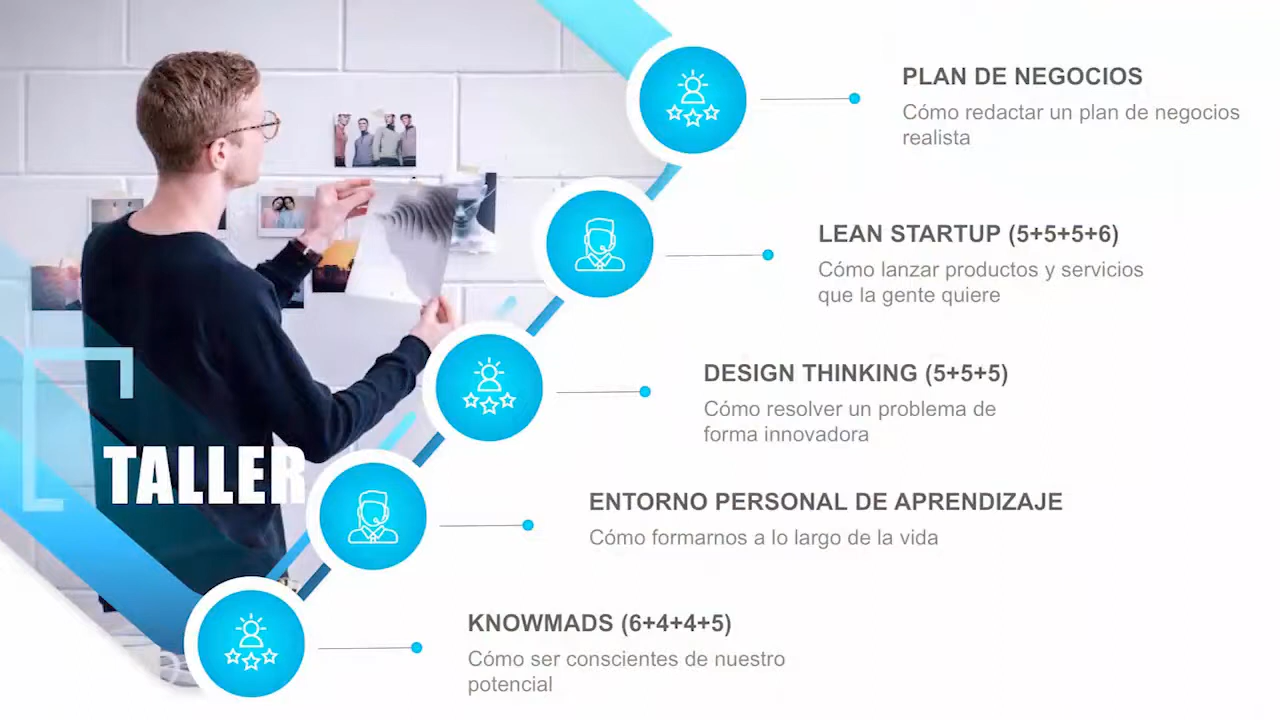 PLAN DE NEGOCIOS
Cómo redactar un plan de negocios
realista
LEAN STARTUP (5+5+5+6)
Cómo lanzar productos y servicios
que la gente quiere
DESIGN THINKING (5+5+5)
Cómo resolver un problema de
forma innovadora
TALLER
ENTORNO PERSONAL DE APRENDIZAJE
Cómo formarnos a lo largo de la vida
KNOWMADS (6+4+4+5)
Cómo ser conscientes de nuestro
potencial